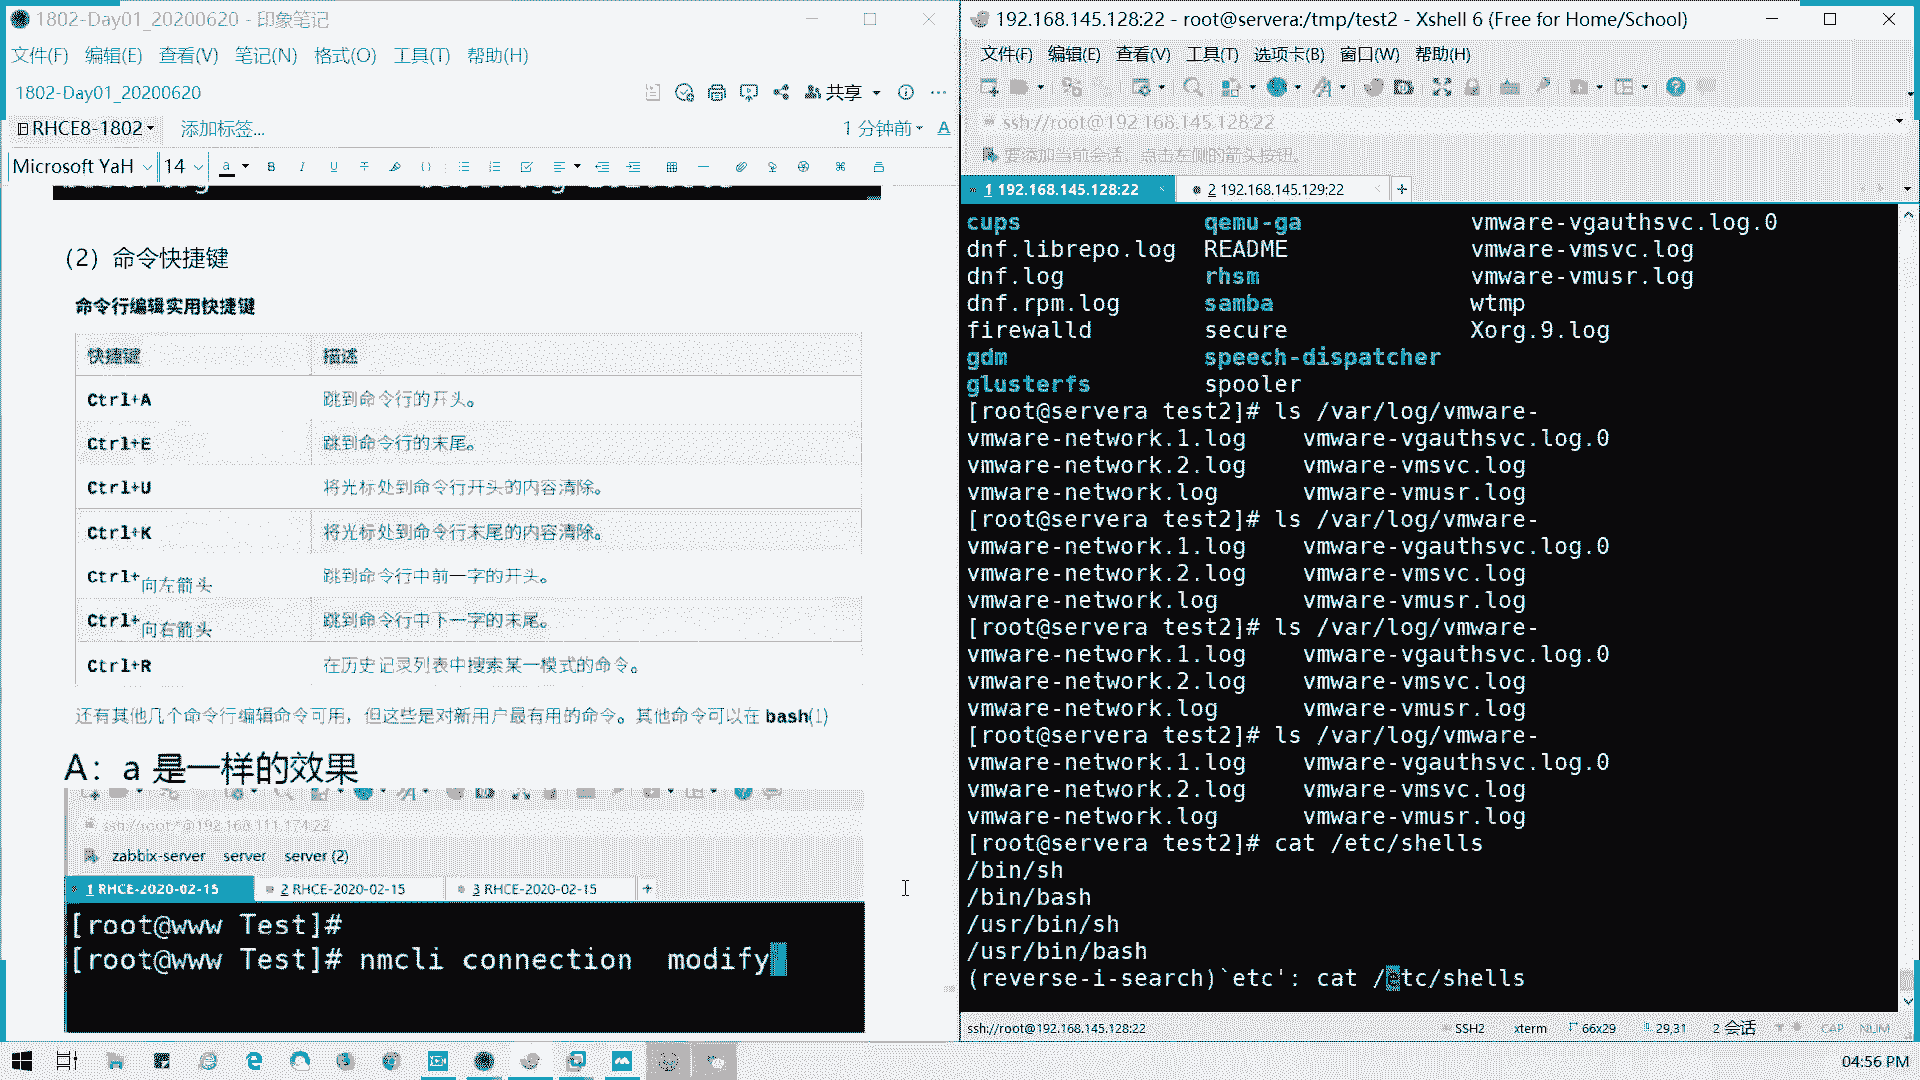 1802-Day01_20200620 - 印象笔记
文件(F) 编辑(E) 查看(V) 笔记(N) 格式(O) 工具(T) 帮助(H)
1802-Day01_20200620
共享
RHCE8-1802
添加标签...
1 分钟前
Microsoft YaH 14
(2) 命令快捷键
命令行编辑实用快捷键
快捷键 描述
Ctrl+A 跳到命令行的开头。
Ctrl+E 跳到命令行的末尾。
Ctrl+U 将光标处到命令行开头的内容清除。
Ctrl+K 将光标处到命令行末尾的内容清除。
Ctrl+向左箭头 跳到命令行中前一字的开头。
Ctrl+向右箭头 跳到命令行中下一字的末尾。
Ctrl+R 在历史记录列表中搜索某一模式的命令。
还有其他几个命令行编辑命令可用，但这些是对新用户最有用的命令。其他命令可以在 bash(1)
A：a 是一样的效果
ssh://root:*@192.168.111.174:22
zabbix-server server server (2)
1 RHCE-2020-02-15 2 RHCE-2020-02-15 3 RHCE-2020-02-15 +
[root@www Test]#
[root@www Test]# nmcli connection  modify
192.168.145.128:22 - root@servera:/tmp/test2 - Xshell 6 (Free for Home/School)
文件(F) 编辑(E) 查看(V) 工具(T) 选项卡(B) 窗口(W) 帮助(H)
ssh://root@192.168.145.128:22
要添加当前会话，点击左侧的箭头按钮。
1 192.168.145.128:22 2 192.168.145.129:22 +
cups qemu-ga vmware-vgauthsvc.log.0
dnf.librepo.log README vmware-vmsvc.log
dnf.log rhsm vmware-vmusr.log
dnf.rpm.log samba wtmp
firewalld secure Xorg.9.log
gdm speech-dispatcher
glusterfs spooler
[root@servera test2]# ls /var/log/vmware-
vmware-network.1.log vmware-vgauthsvc.log.0
vmware-network.2.log vmware-vmsvc.log
vmware-network.log vmware-vmusr.log
[root@servera test2]# ls /var/log/vmware-
vmware-network.1.log vmware-vgauthsvc.log.0
vmware-network.2.log vmware-vmsvc.log
vmware-network.log vmware-vmusr.log
[root@servera test2]# ls /var/log/vmware-
vmware-network.1.log vmware-vgauthsvc.log.0
vmware-network.2.log vmware-vmsvc.log
vmware-network.log vmware-vmusr.log
[root@servera test2]# ls /var/log/vmware-
vmware-network.1.log vmware-vgauthsvc.log.0
vmware-network.2.log vmware-vmsvc.log
vmware-network.log vmware-vmusr.log
[root@servera test2]# cat /etc/shells
/bin/sh
/bin/bash
/usr/bin/sh
/usr/bin/bash
(reverse-i-search)`etc': cat /etc/shells
ssh://root@192.168.145.128:22 SSH2 xterm 66x29 29,31 2 会话 CAP NUM
04:56 PM